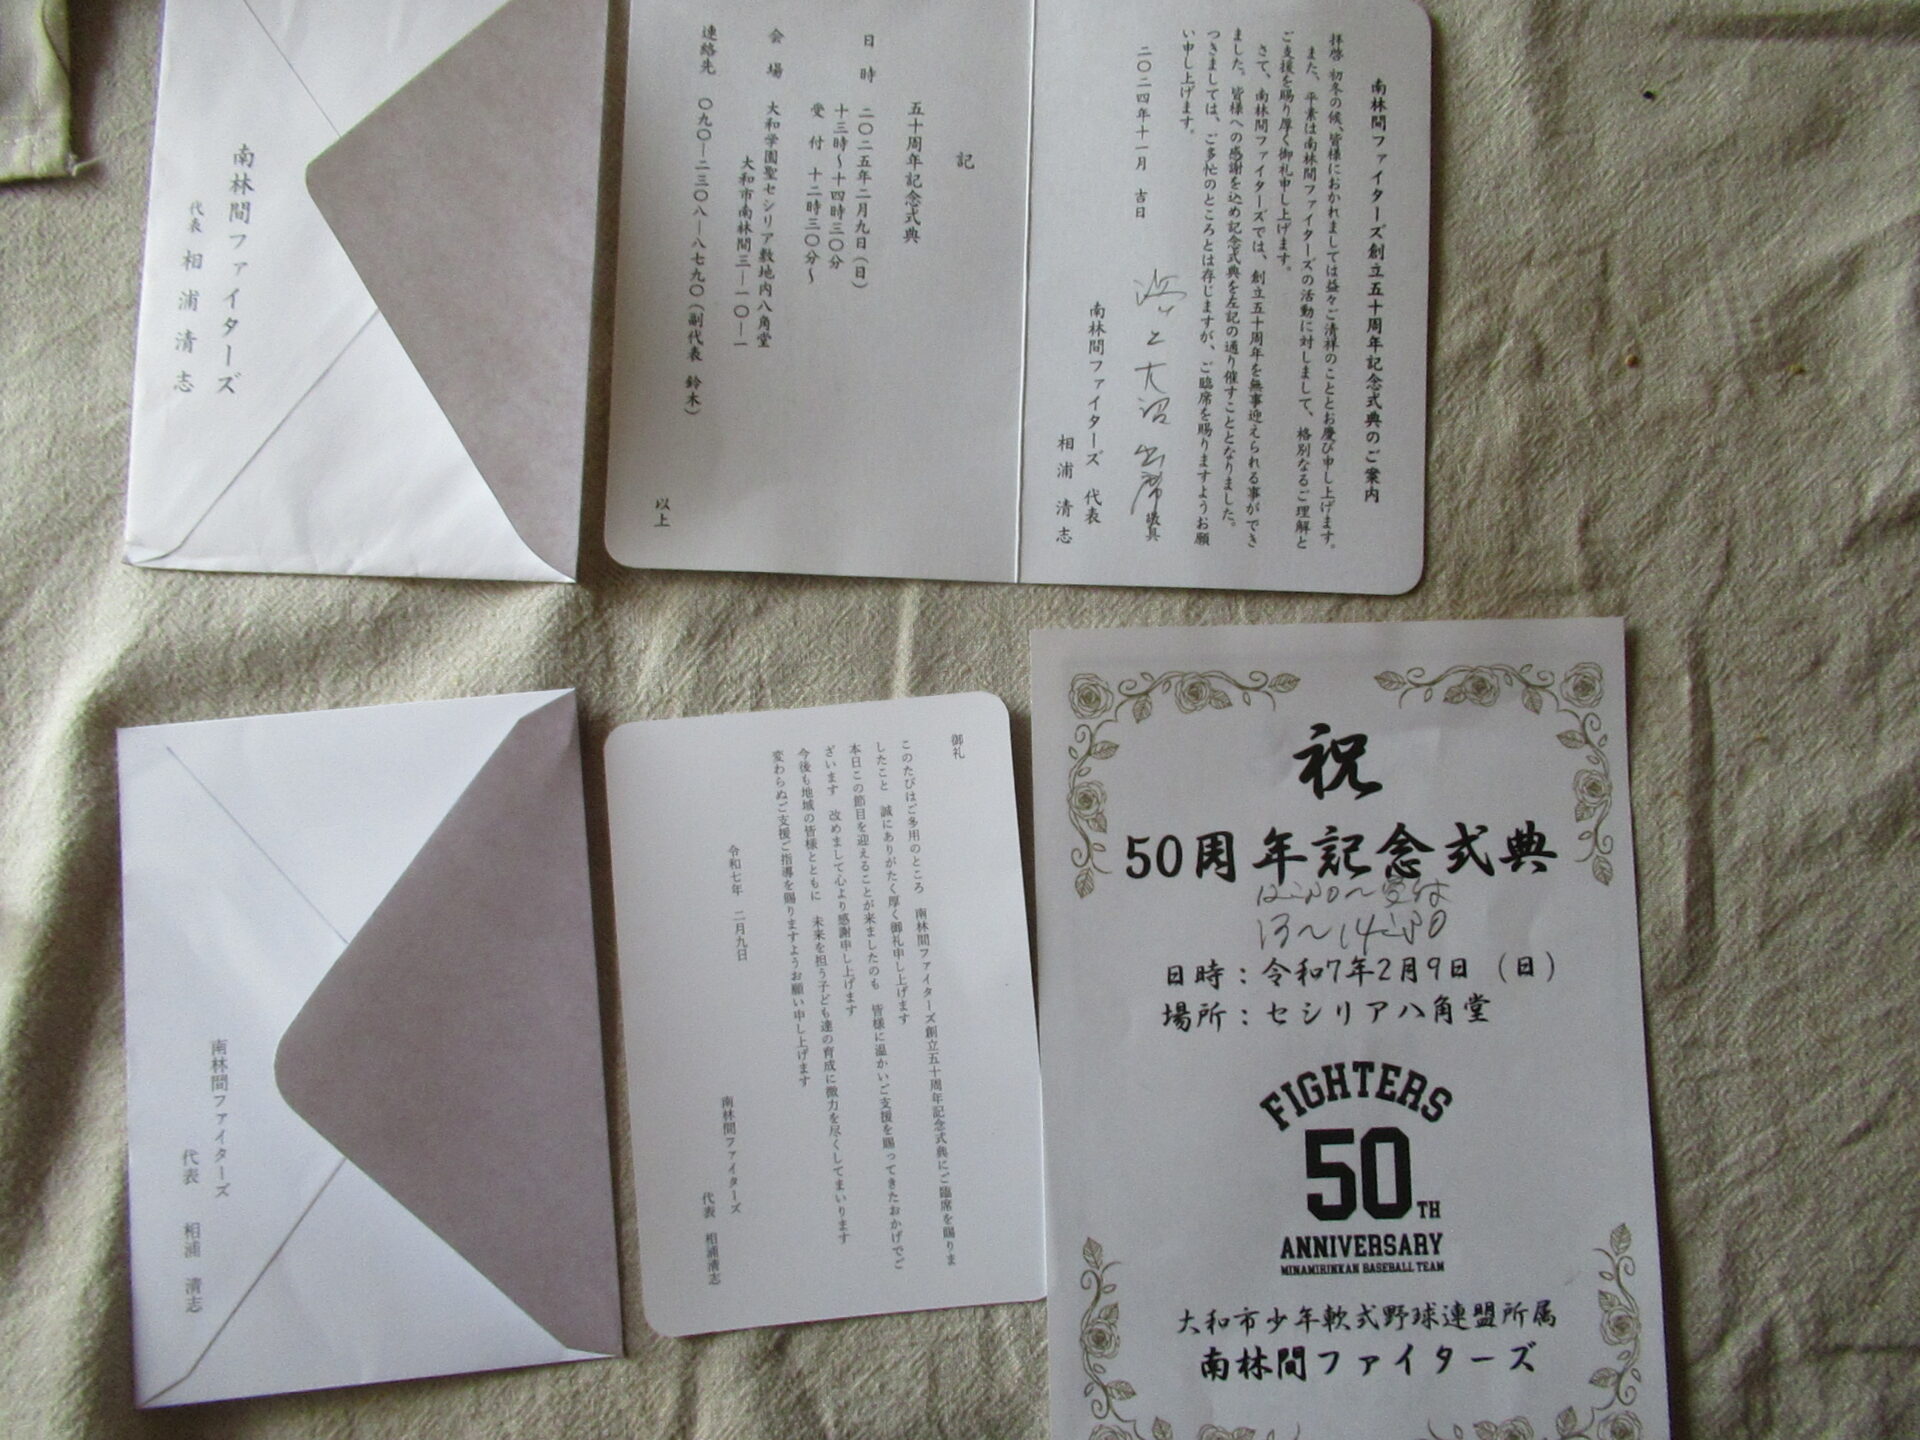 南林間ファイターズ
代表 相浦清志
南林間ファイターズ創立五十周年記念式典のご案内
拝啓 初冬の候、皆様におかれましては益々ご清祥のこととお慶び申し上げます。
また、平素は南林間ファイターズの活動に対しまして、格別なるご理解と
ご支援を賜り厚く御礼申し上げます。
さて、南林間ファイターズでは、創立五十周年を無事迎えられる事ができ
ました。皆様への感謝を込め記念式典を左記の通り催すこととなりました。
つきましては、ご多忙のところとは存じますが、ご臨席を賜りますようお願
い申し上げます。
敬具
二〇二四年十一月 吉日
出席
南林間ファイターズ 代表
相浦 清志
記
五十周年記念式典
日時 二〇二五年二月九日(日)
十三時~十四時三〇分
受付 十二時三〇分~
会場 大和学園聖セシリア敷地内八角堂
大和市南林間三―一〇―一
連絡先 〇九〇―二三〇八―八七九〇(副代表 鈴木)
以上
南林間ファイターズ
代表 相浦 清志
御礼
このたびはご多用のところ 南林間ファイターズ創立五十周年記念式典にご臨席を賜りま
したこと 誠にありがたく厚く御礼申し上げます
本日この節目を迎えることが来ましたのも 皆様に温かいご支援を賜ってきたおかげでご
ざいます 改めまして心より感謝申し上げます
今後も地域の皆様とともに 未来を担う子ども達の育成に微力を尽くしてまいります
変わらぬご支援ご指導を賜りますようお願い申し上げます
令和七年 二月九日
南林間ファイターズ
代表 相浦清志
祝
50周年記念式典
12:30~受付
13~14:30
日時:令和7年2月9日(日)
場所:セシリア八角堂
FIGHTERS
50TH
ANNIVERSARY
MINAMIRINKAN BASEBALL TEAM
大和市少年軟式野球連盟所属
南林間ファイターズ